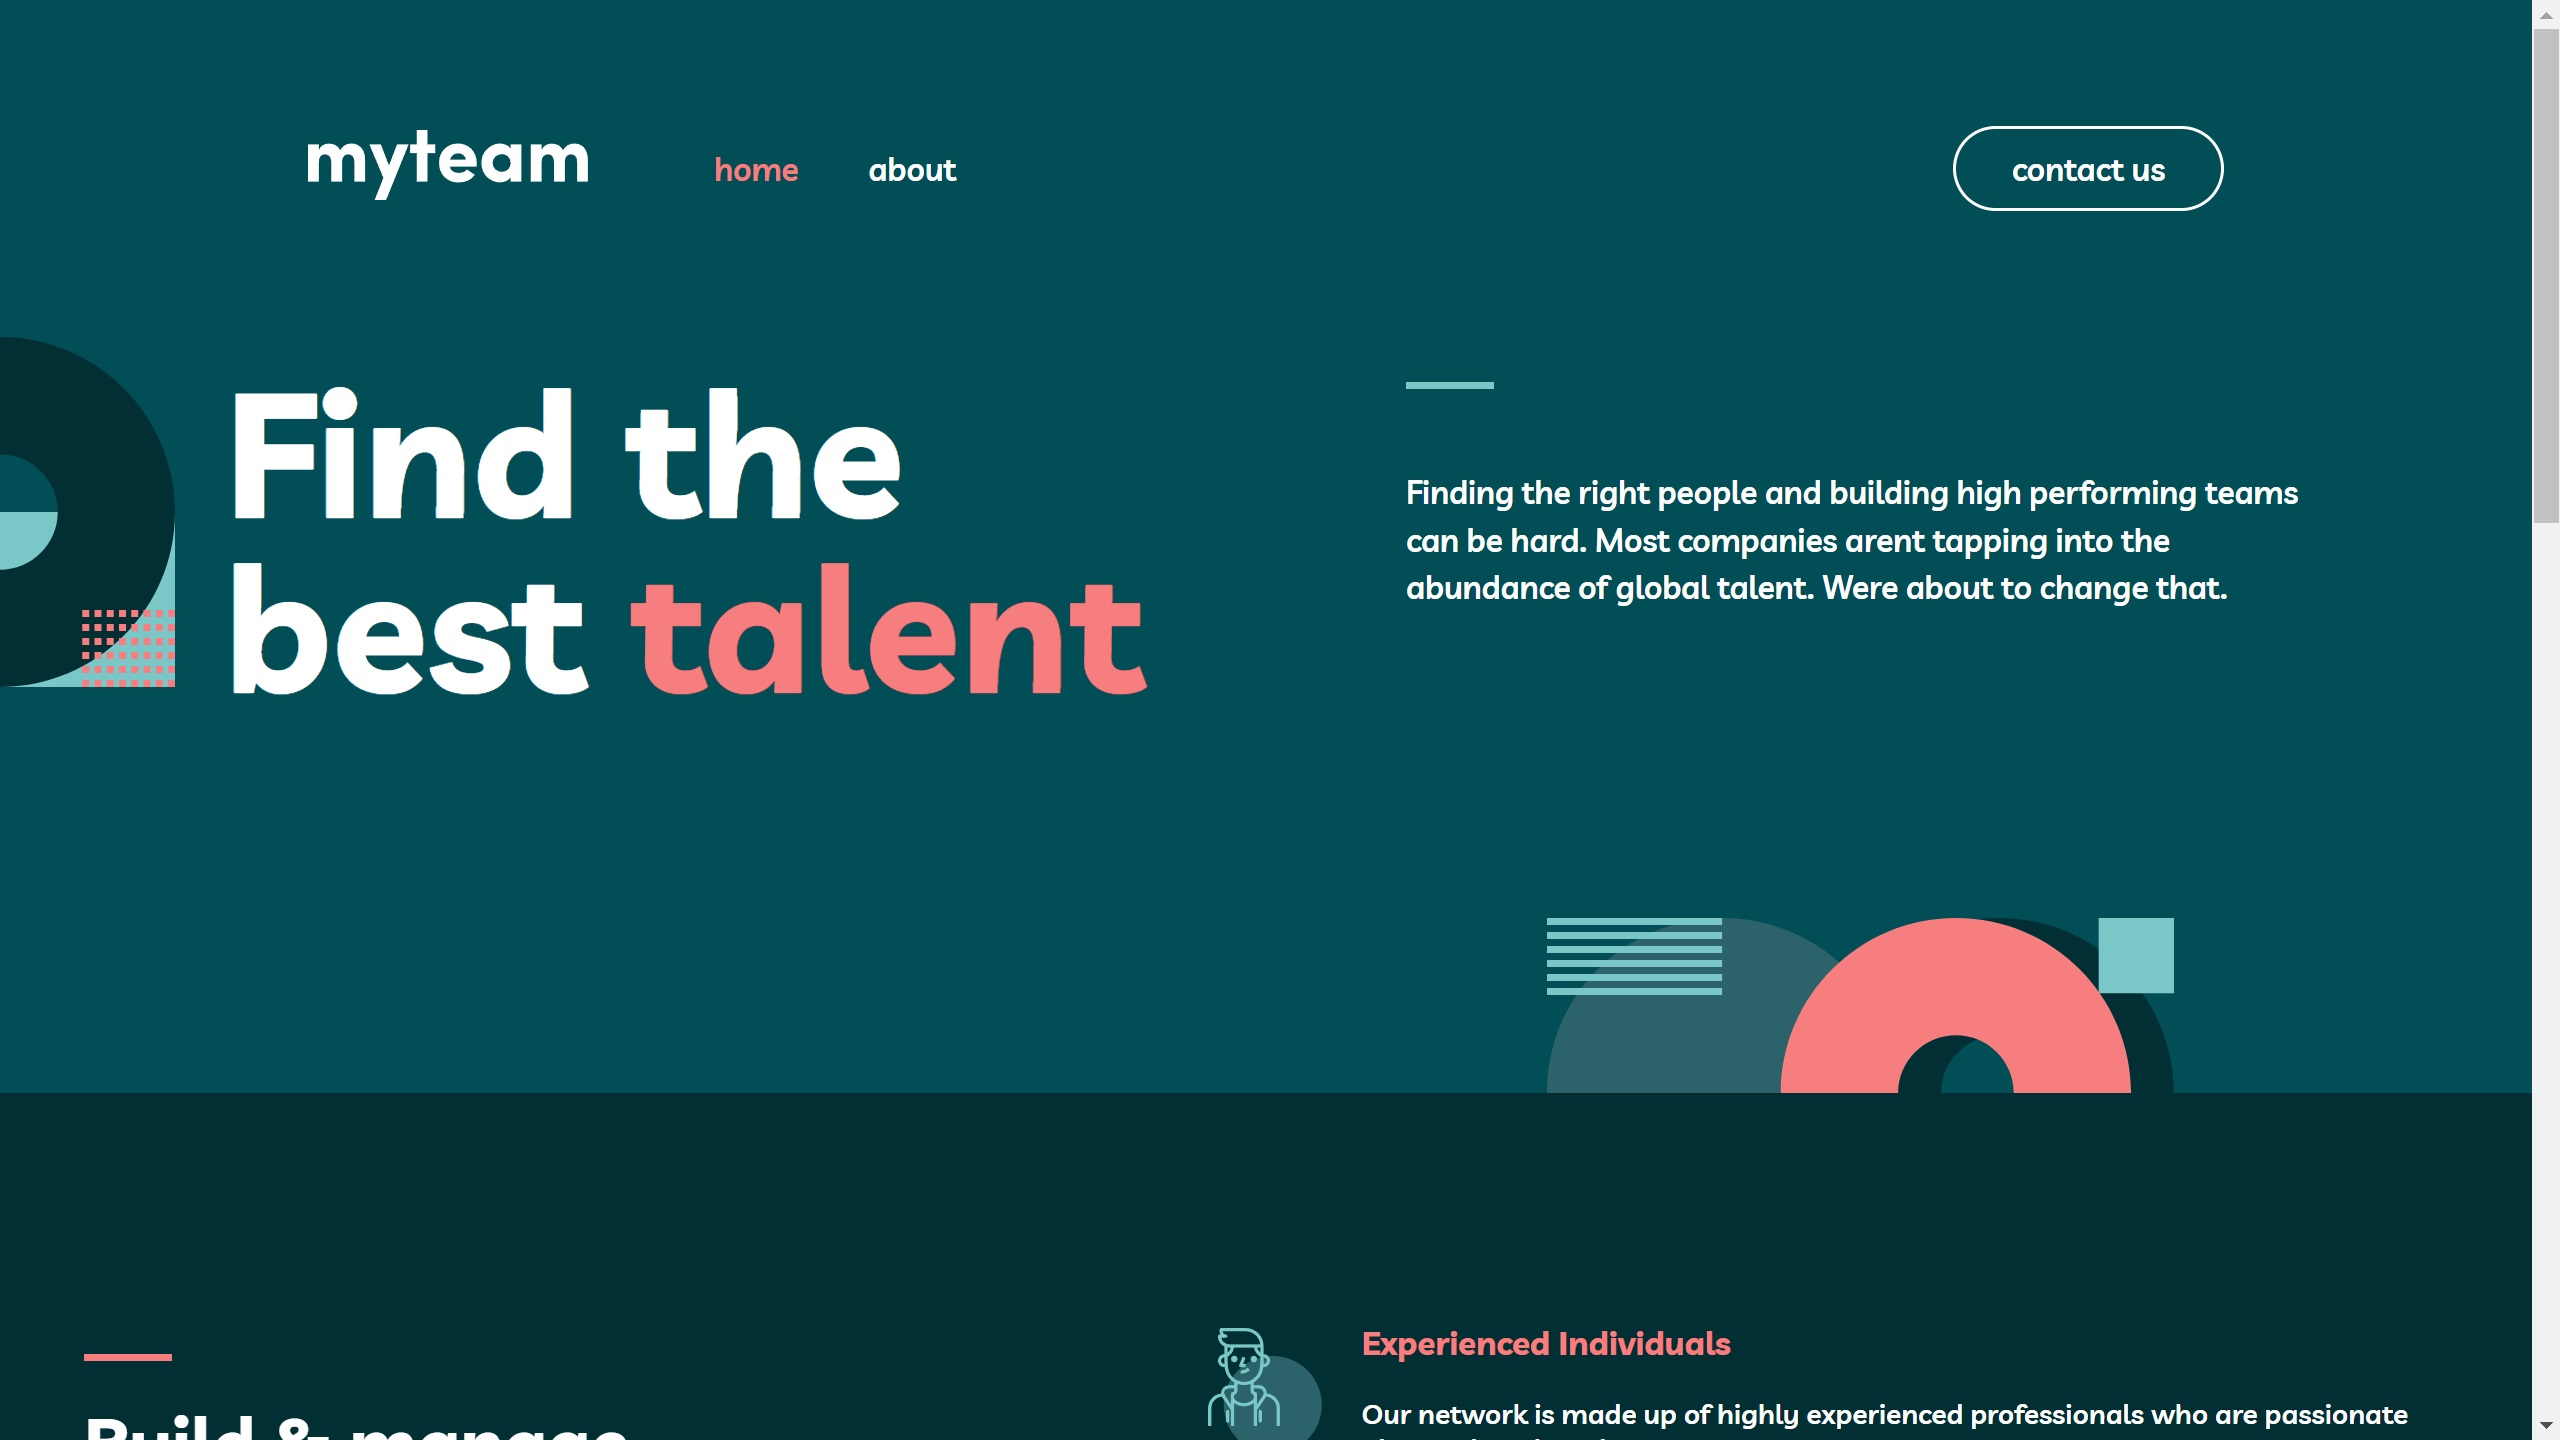 myteam
home
about
contact us
Find the
best talent
Finding the right people and building high performing teams
can be hard. Most companies arent tapping into the
abundance of global talent. Were about to change that.
Experienced Individuals
Our network is made up of highly experienced professionals who are passionate
Build & manage